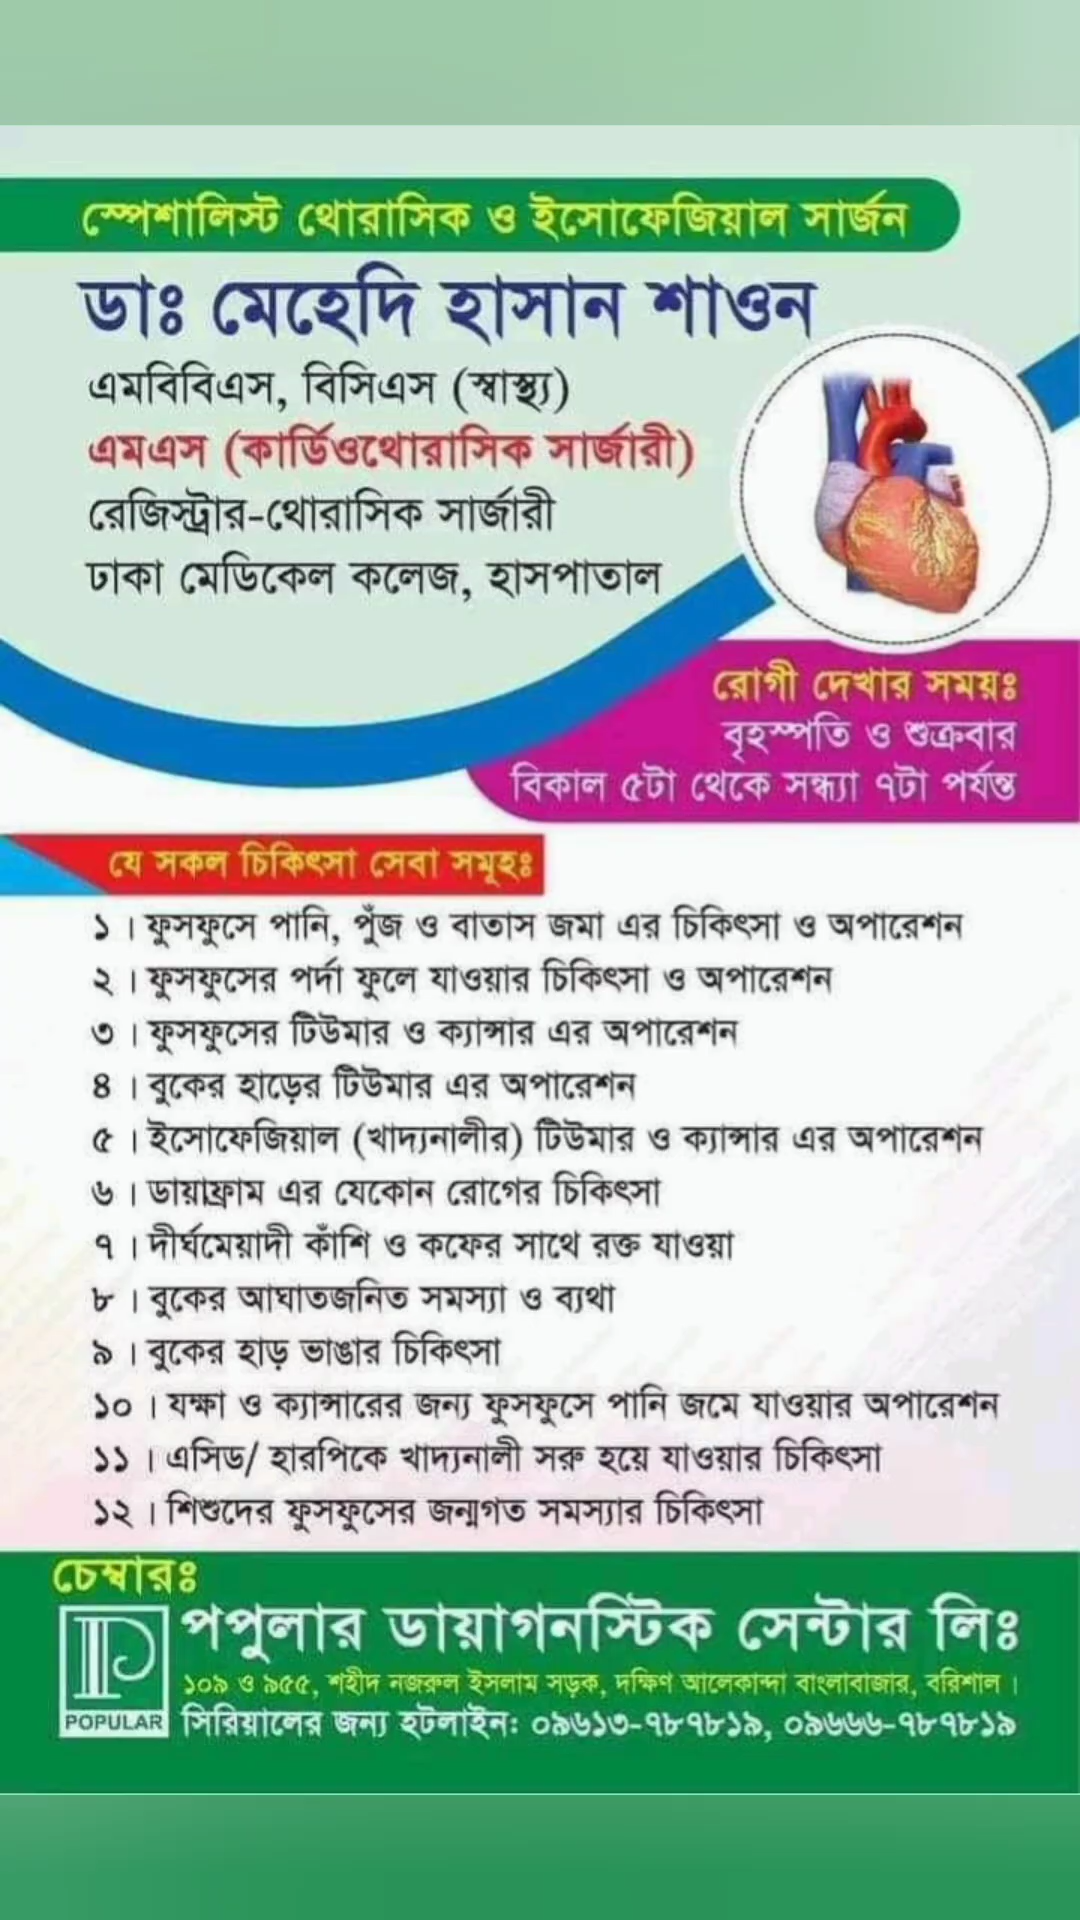 স্পেশালিস্ট থোরাসিক ও ইসোফেজিয়াল সার্জন
ডাঃ মেহেদি হাসান শাওন
এমবিবিএস, বিসিএস (স্বাস্থ্য)
এমএস (কার্ডিওথোরাসিক সার্জারী)
রেজিস্ট্রার-থোরাসিক সার্জারী
ঢাকা মেডিকেল কলেজ, হাসপাতাল
রোগী দেখার সময়ঃ
বৃহস্পতি ও শুক্রবার
বিকাল ৫টা থেকে সন্ধ্যা ৭টা পর্যন্ত
যে সকল চিকিৎসা সেবা সমূহঃ
১। ফুসফুসে পানি, পুঁজ ও বাতাস জমা এর চিকিৎসা ও অপারেশন
২। ফুসফুসের পর্দা ফুলে যাওয়ার চিকিৎসা ও অপারেশন
৩। ফুসফুসের টিউমার ও ক্যান্সার এর অপারেশন
৪। বুকের হাড়ের টিউমার এর অপারেশন
৫। ইসোফেজিয়াল (খাদ্যনালীর) টিউমার ও ক্যান্সার এর অপারেশন
৬। ডায়াফ্রাম এর যেকোন রোগের চিকিৎসা
৭। দীর্ঘমেয়াদী কাঁশি ও কফের সাথে রক্ত যাওয়া
৮। বুকের আঘাতজনিত সমস্যা ও ব্যথা
৯। বুকের হাড় ভাঙার চিকিৎসা
১০। যক্ষা ও ক্যান্সারের জন্য ফুসফুসে পানি জমে যাওয়ার অপারেশন
১১। এসিড/ হারপিকে খাদ্যনালী সরু হয়ে যাওয়ার চিকিৎসা
১২। শিশুদের ফুসফুসের জন্মগত সমস্যার চিকিৎসা
চেম্বারঃ
পপুলার ডায়াগনস্টিক সেন্টার লিঃ
১০৯ ও ৯৫৫, শহীদ নজরুল ইসলাম সড়ক, দক্ষিণ আলেকান্দা বাংলাবাজার, বরিশাল।
POPULAR
সিরিয়ালের জন্য হটলাইন: ০৯৬১৩-৭৮৭৮১৯, ০৯৬৬৬-৭৮৭৮১৯